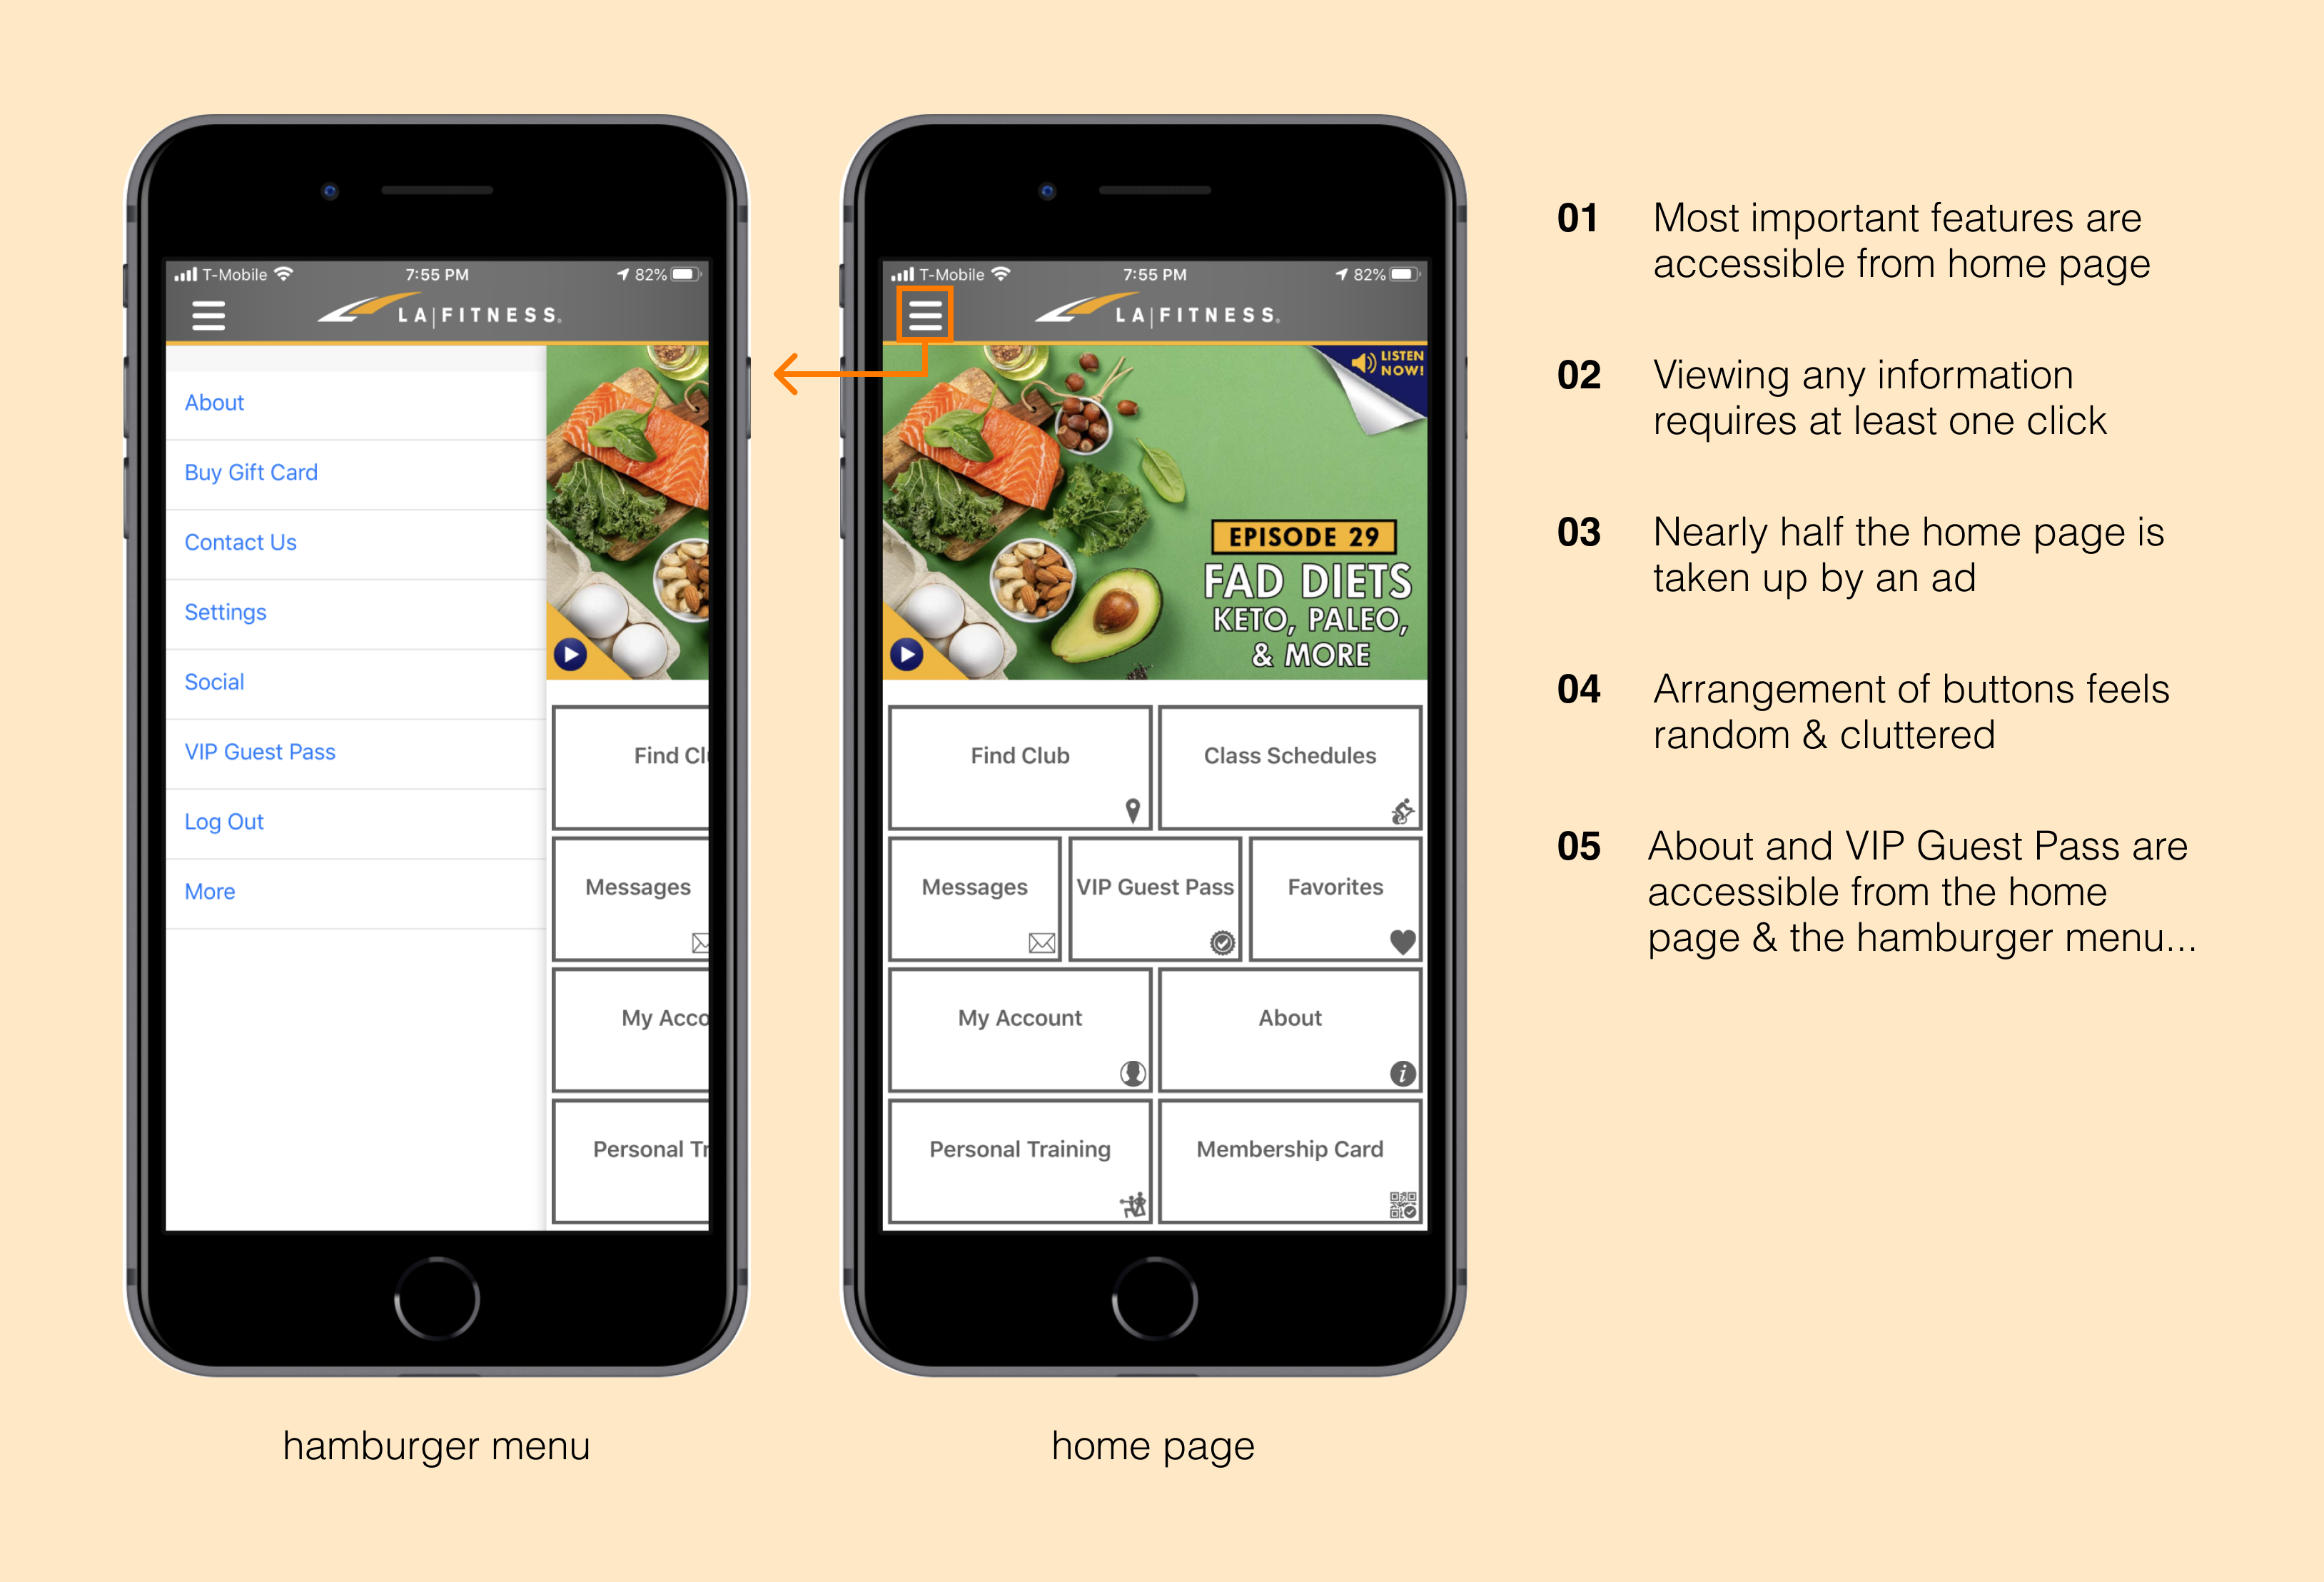 T-Mobile 7:55 PM 82%
LA|FITNESS®
About
Buy Gift Card
Contact Us
Settings
Social
VIP Guest Pass
Log Out
More
Find Cl
Messages
My Acco
Personal Tr
hamburger menu
T-Mobile 7:55 PM 82%
LA|FITNESS®
LISTEN
NOW!
EPISODE 29
FAD DIETS
KETO, PALEO,
& MORE
Find Club
Class Schedules
Messages
VIP Guest Pass
Favorites
My Account
About
Personal Training
Membership Card
home page
01 Most important features are
accessible from home page
02 Viewing any information
requires at least one click
03 Nearly half the home page is
taken up by an ad
04 Arrangement of buttons feels
random & cluttered
05 About and VIP Guest Pass are
accessible from the home
page & the hamburger menu...